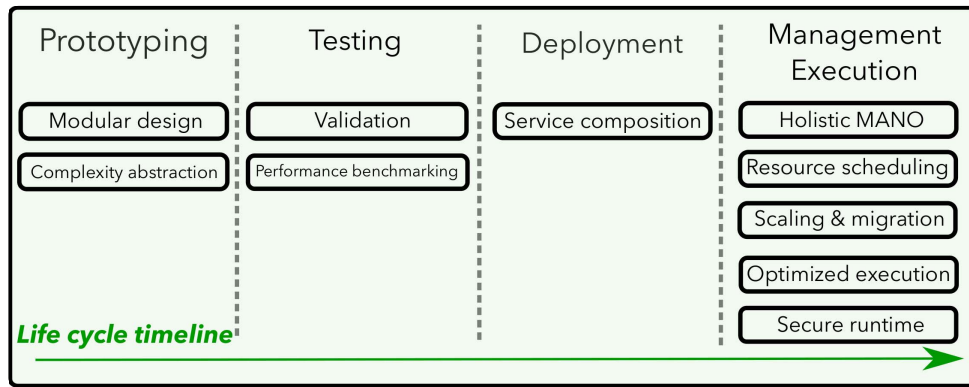 Prototyping
Modular design
Complexity abstraction
Testing
Validation
Performance benchmarking
Deployment
Service composition
Management
Execution
Holistic MANO
Resource scheduling
Scaling & migration
Optimized execution
Secure runtime
Life cycle timeline